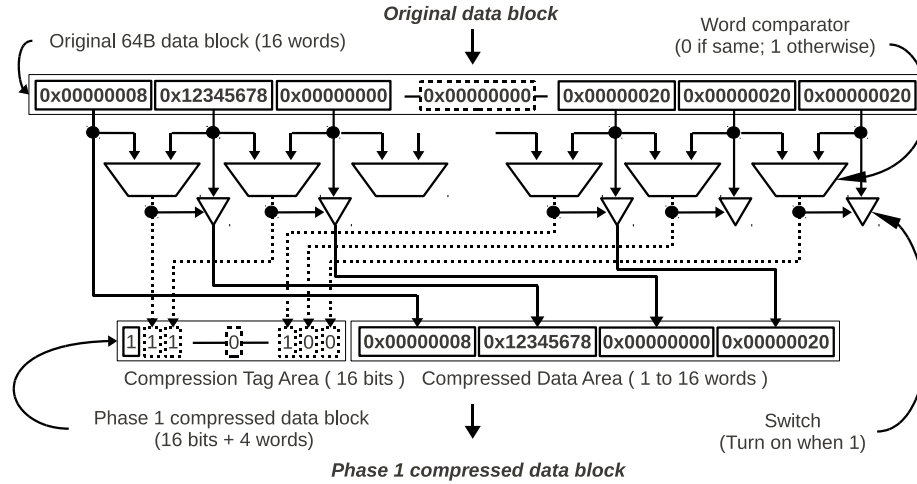 Original data block
Original 64B data block (16 words)
Word comparator
(0 if same; 1 otherwise)
0x00000008 0x12345678 0x00000000 0x00000000 0x00000020 0x00000020 0x00000020
1 1 1 0 1 0 0 0x00000008 0x12345678 0x00000000 0x00000020
Compression Tag Area ( 16 bits ) Compressed Data Area ( 1 to 16 words )
Phase 1 compressed data block
(16 bits + 4 words)
Switch
(Turn on when 1)
Phase 1 compressed data block